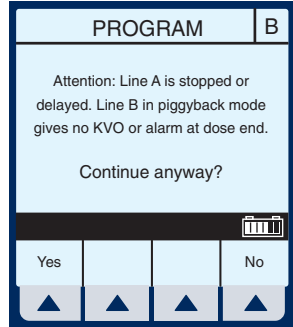 PROGRAM B
Attention: Line A is stopped or
delayed. Line B in piggyback mode
gives no KVO or alarm at dose end.
Continue anyway?
Yes No